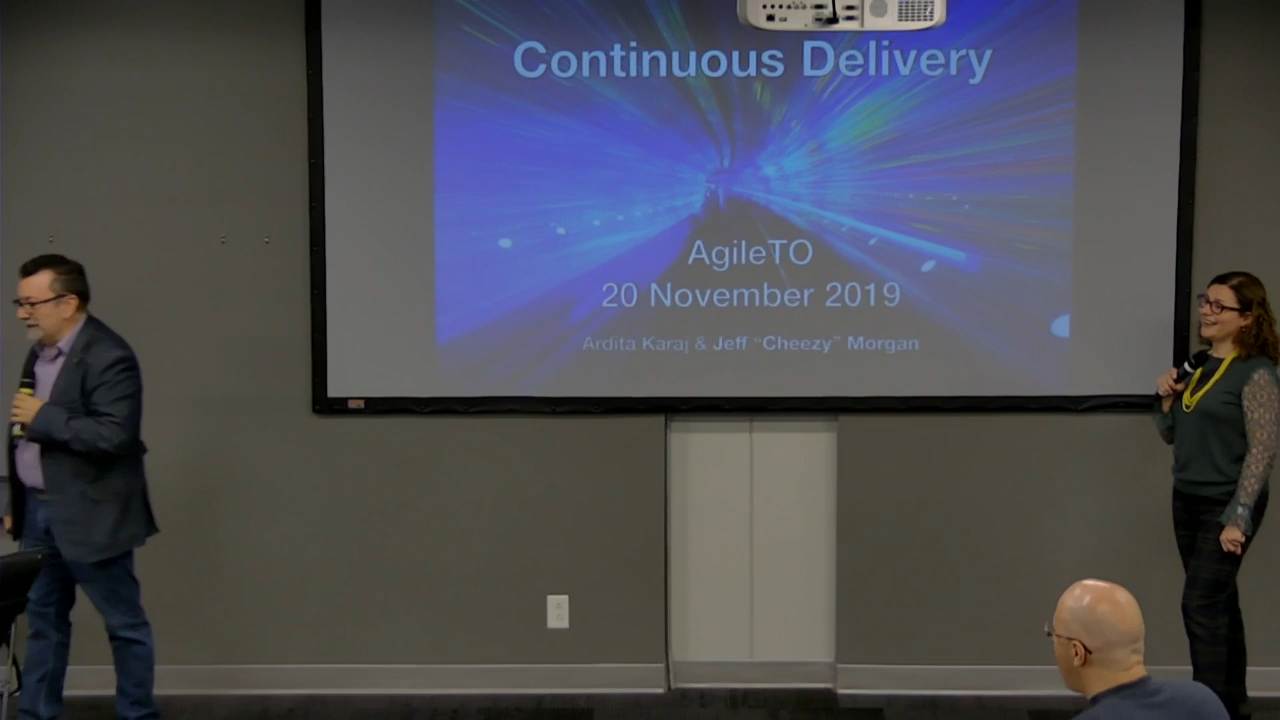 Continuous Delivery
AgileTO
20 November 2019
Ardita Karaj & Jeff “Cheezy” Morgan